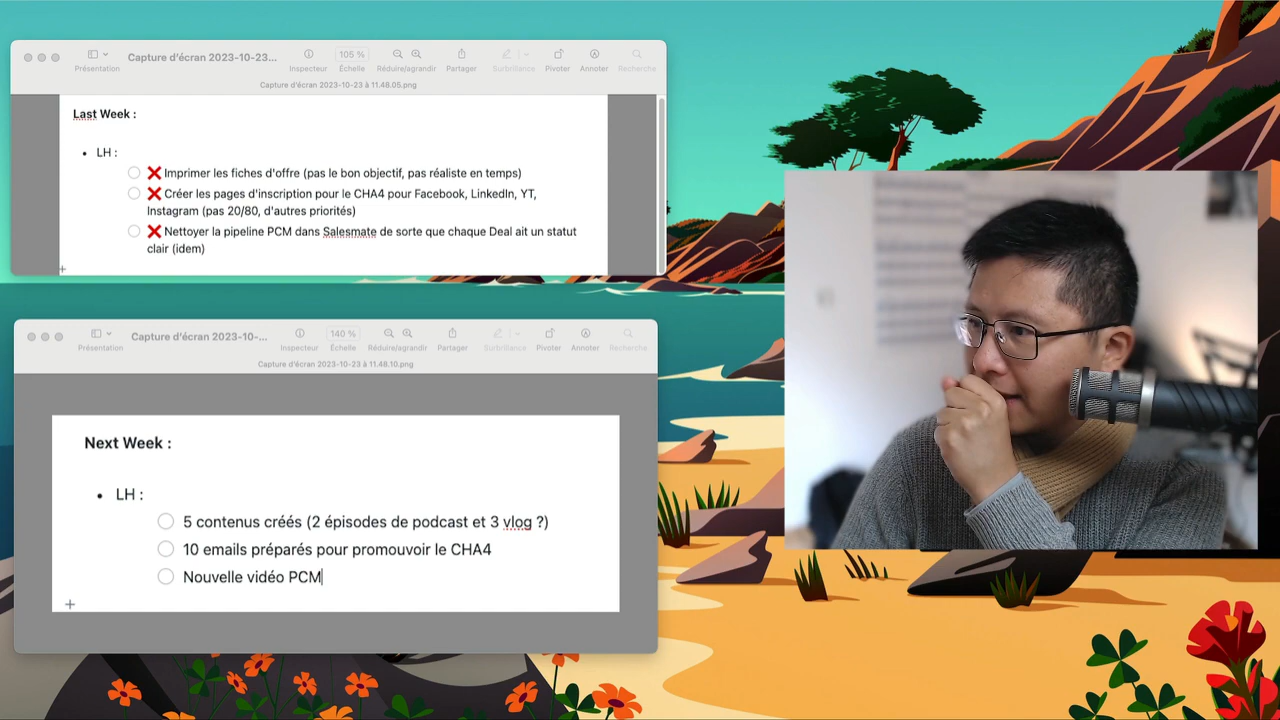 Capture d'écran 2023-10-23...
105 %
Présentation
Inspecteur
Échelle
Réduire/agrandir
Partager
Surbrillance
Pivoter
Annoter
Recherche
Capture d'écran 2023-10-23 à 11.48.05.png
Last Week :
• LH :
❌ Imprimer les fiches d'offre (pas le bon objectif, pas réaliste en temps)
❌ Créer les pages d'inscription pour le CHA4 pour Facebook, LinkedIn, YT,
Instagram (pas 20/80, d'autres priorités)
❌ Nettoyer la pipeline PCM dans Salesmate de sorte que chaque Deal ait un statut
clair (idem)
Capture d'écran 2023-10-...
140 %
Présentation
Inspecteur
Échelle
Réduire/agrandir
Partager
Surbrillance
Pivoter
Annoter
Recherche
Capture d'écran 2023-10-23 à 11.48.10.png
Next Week :
• LH :
5 contenus créés (2 épisodes de podcast et 3 vlog ?)
10 emails préparés pour promouvoir le CHA4
Nouvelle vidéo PCM